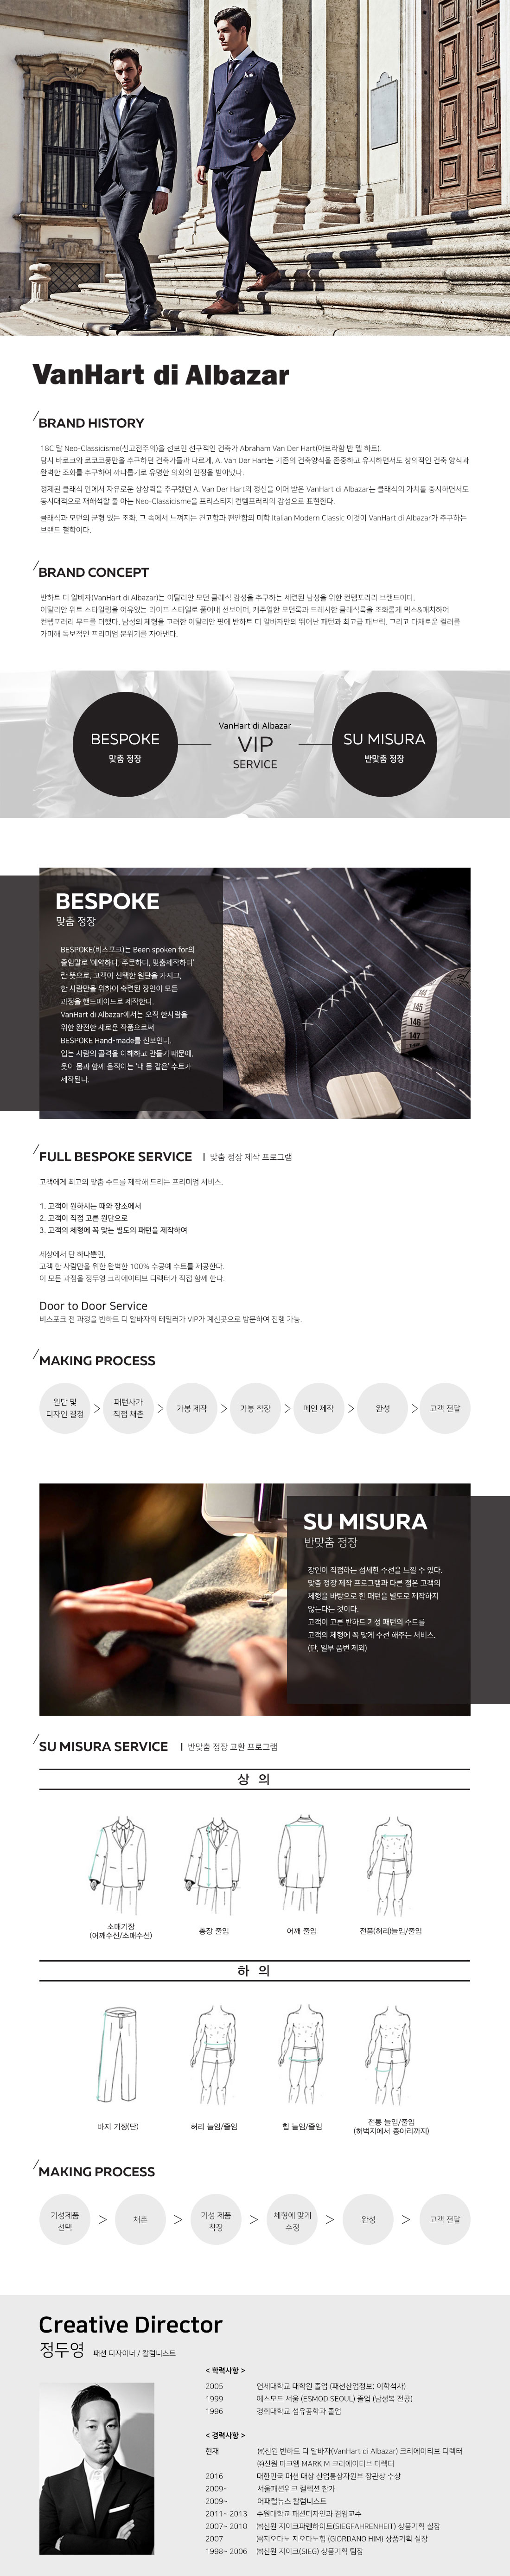 VanHart di Albazar
BRAND HISTORY
18C 말 Neo-Classicisme(신고전주의)을 선보인 선구적인 건축가 Abraham Van Der Hart(아브라함 반 델 하트).
당시 바로크와 로코코풍만을 추구하던 건축가들과 다르게, A. Van Der Hart는 기존의 건축양식을 존중하고 유지하면서도 창의적인 건축 양식과
완벽한 조화를 추구하여 까다롭기로 유명한 의회의 인정을 받아냈다.
정제된 클래식 안에서 자유로운 상상력을 추구했던 A. Van Der Hart의 정신을 이어 받은 VanHart di Albazar는 클래식의 가치를 중시하면서도
동시대적으로 재해석할 줄 아는 Neo-Classicisme을 프리스티지 컨템포러리의 감성으로 표현한다.
클래식과 모던의 균형 있는 조화, 그 속에서 느껴지는 견고함과 편안함의 미학 Italian Modern Classic 이것이 VanHart di Albazar가 추구하는
브랜드 철학이다.
BRAND CONCEPT
반하트 디 알바자(VanHart di Albazar)는 이탈리안 모던 클래식 감성을 추구하는 세련된 남성을 위한 컨템포러리 브랜드이다.
이탈리안 위트 스타일링을 여유있는 라이프 스타일로 풀어내 선보이며, 캐주얼한 모던룩과 드레시한 클래식룩을 조화롭게 믹스&매치하여
컨템포러리 무드를 더했다. 남성의 체형을 고려한 이탈리안 핏에 반하트 디 알바자만의 뛰어난 패턴과 최고급 패브릭, 그리고 다채로운 컬러를
가미해 독보적인 프리미엄 분위기를 자아낸다.
BESPOKE
맞춤 정장
VanHart di Albazar
VIP
SERVICE
SU MISURA
반맞춤 정장
BESPOKE
맞춤 정장
BESPOKE(비스포크)는 Been spoken for의
줄임말로 '예약하다, 주문하다, 맞춤제작하다'
란 뜻으로, 고객이 선택한 원단을 가지고,
한 사람만을 위하여 숙련된 장인이 모든
과정을 핸드메이드로 제작한다.
VanHart di Albazar에서는 오직 한사람을
위한 완전한 새로운 작품으로써
BESPOKE Hand-made를 선보인다.
입는 사람의 골격을 이해하고 만들기 때문에,
옷이 몸과 함께 움직이는 '내 몸 같은' 수트가
제작된다.
145
146
147
FULL BESPOKE SERVICE | 맞춤 정장 제작 프로그램
고객에게 최고의 맞춤 수트를 제작해 드리는 프리미엄 서비스.
1. 고객이 원하시는 때와 장소에서
2. 고객이 직접 고른 원단으로
3. 고객의 체형에 꼭 맞는 별도의 패턴을 제작하여
세상에서 단 하나뿐인,
고객 한 사람만을 위한 완벽한 100% 수공예 수트를 제공한다.
이 모든 과정을 정두영 크리에이티브 디렉터가 직접 함께 한다.
Door to Door Service
비스포크 전 과정을 반하트 디 알바자의 테일러가 VIP가 계신곳으로 방문하여 진행 가능.
MAKING PROCESS
원단 및
디자인 결정
>
패턴사가
직접 재촌
>
가봉 제작
>
가봉 착장
>
메인 제작
>
완성
>
고객 전달
SU MISURA
반맞춤 정장
장인이 직접하는 섬세한 수선을 느낄 수 있다.
맞춤 정장 제작 프로그램과 다른 점은 고객의
체형을 바탕으로 한 패턴을 별도로 제작하지
않는다는 것이다.
고객이 고른 반하트 기성 패턴의 수트를
고객의 체형에 꼭 맞게 수선 해주는 서비스.
(단, 일부 품번 제외)
SU MISURA SERVICE | 반맞춤 정장 교환 프로그램
상 의
소매기장
(어깨수선/소매수선)
총장 줄임
어깨 줄임
전품(허리)늘임/줄임
하 의
바지 기장(단)
허리 늘임/줄임
힙 늘임/줄임
전통 늘임/줄임
(허벅지에서 종아리까지)
MAKING PROCESS
기성제품
선택
>
채촌
>
기성 제품
착장
>
체형에 맞게
수정
>
완성
>
고객 전달
Creative Director
정두영 패션 디자이너 / 칼럼니스트
< 학력사항 >
2005 연세대학교 대학원 졸업 (패션산업정보; 이학석사)
1999 에스모드 서울 (ESMOD SEOUL) 졸업 (남성복 전공)
1996 경희대학교 섬유공학과 졸업
< 경력사항 >
현재 ㈜신원 반하트 디 알바자(VanHart di Albazar) 크리에이티브 디렉터
㈜신원 마크엠 MARK M 크리에이티브 디렉터
2016 대한민국 패션 대상 산업통상자원부 장관상 수상
2009~ 서울패션위크 컬렉션 참가
2009~ 어패럴뉴스 칼럼니스트
2011~ 2013 수원대학교 패션디자인과 겸임교수
2007~ 2010 ㈜신원 지이크파렌하이트(SIEGFAHRENHEIT) 상품기획 실장
2007 ㈜지오다노 지오다노힘 (GIORDANO HIM) 상품기획 실장
1998~ 2006 ㈜신원 지이크(SIEG) 상품기획 팀장